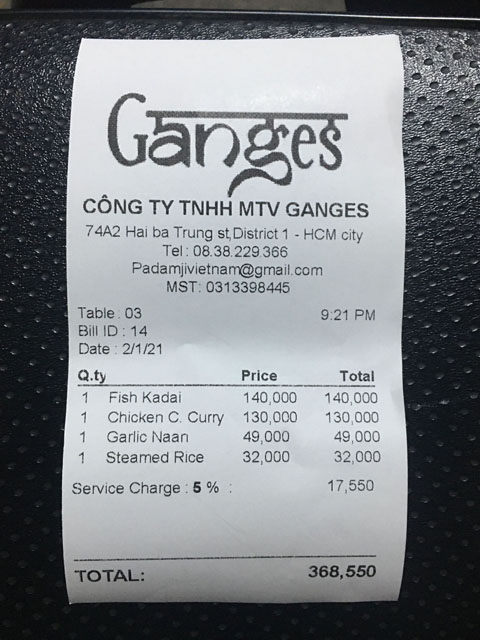 Ganges
CÔNG TY TNHH MTV GANGES
74A2 Hai ba Trung st,District 1 - HCM city
Tel : 08.38.229.366
Padamjivietnam@gmail.com
MST: 0313398445
Table : 03 9:21 PM
Bill ID : 14
Date : 2/1/21
Q.ty Price Total
1 Fish Kadai 140,000 140,000
1 Chicken C. Curry 130,000 130,000
1 Garlic Naan 49,000 49,000
1 Steamed Rice 32,000 32,000
Service Charge : 5 % : 17,550
TOTAL: 368,550